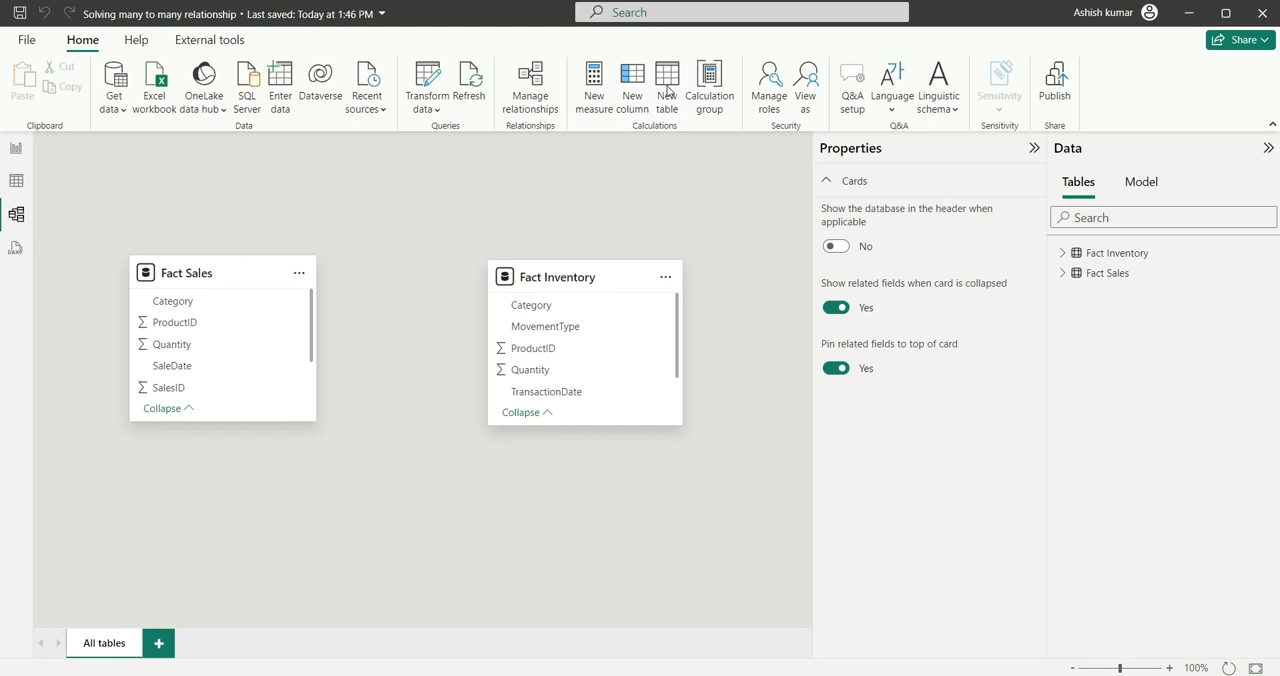 Solving many to many relationship • Last saved: Today at 1:46 PM
Search
Ashish kumar
File
Home
Help
External tools
Share
Paste
Cut
Copy
Clipboard
Get data
Excel workbook
OneLake data hub
SQL Server
Enter data
Dataverse
Recent sources
Data
Transform data
Refresh
Queries
Manage relationships
Relationships
New measure
New column
New table
Calculation group
Calculations
Manage roles
View as
Security
Q&A setup
Language
Linguistic schema
Q&A
Sensitivity
Sensitivity
Publish
Share
Fact Sales
Category
ProductID
Quantity
SaleDate
SalesID
Collapse
Fact Inventory
Category
MovementType
ProductID
Quantity
TransactionDate
Collapse
Properties
Cards
Show the database in the header when
applicable
No
Show related fields when card is collapsed
Yes
Pin related fields to top of card
Yes
Data
Tables
Model
Search
Fact Inventory
Fact Sales
All tables
100%